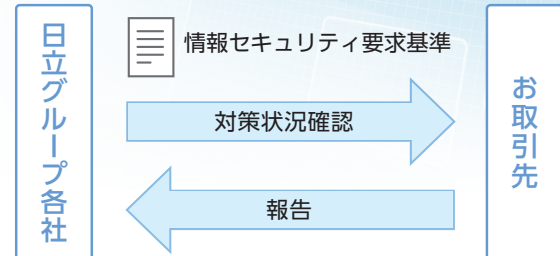 日立グループ各社
情報セキュリティ要求基準
対策状況確認
報告
お取引先